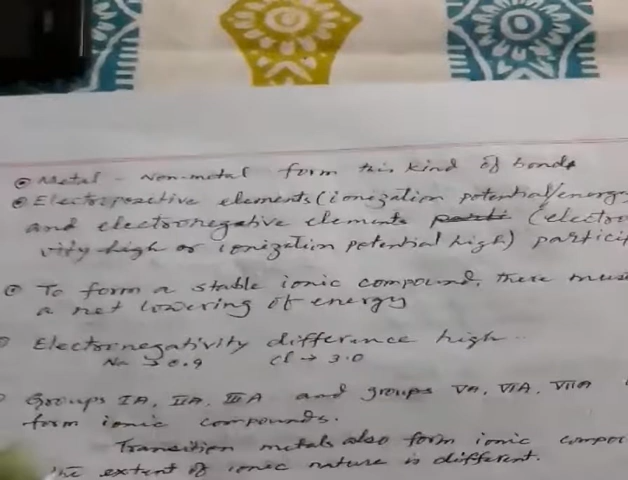 Metal - Non-metal form this kind of bonds
Electropositive elements (ionization potential/energy
and electronegative elements (electro
vity high or ionization potential high) particip
To form a stable ionic compound, there mus
a net lowering of energy
Electronegativity difference high..
Na → 0.9 Cl → 3.0
Groups IA, IIA, IIIA and groups VA, VIA, VIIA
form ionic compounds.
Transition metals also form ionic compou
the extent of ionic nature is different.